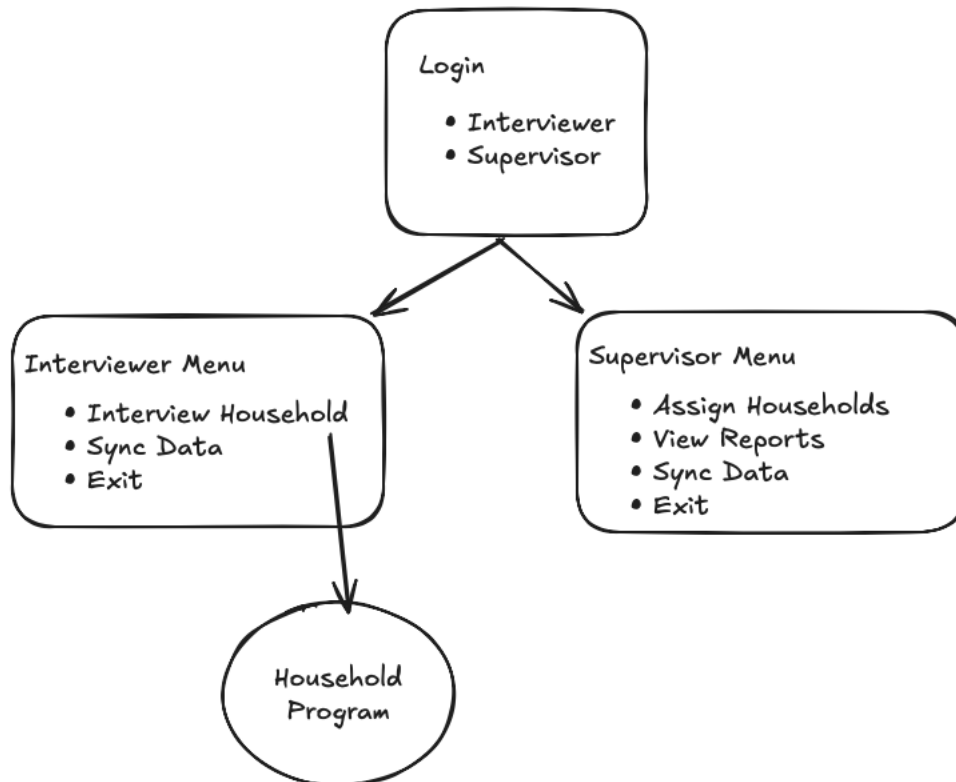 Login
• Interviewer
• Supervisor
Interviewer Menu
• Interview Household
• Sync Data
• Exit
Supervisor Menu
• Assign Households
• View Reports
• Sync Data
• Exit
Household
Program